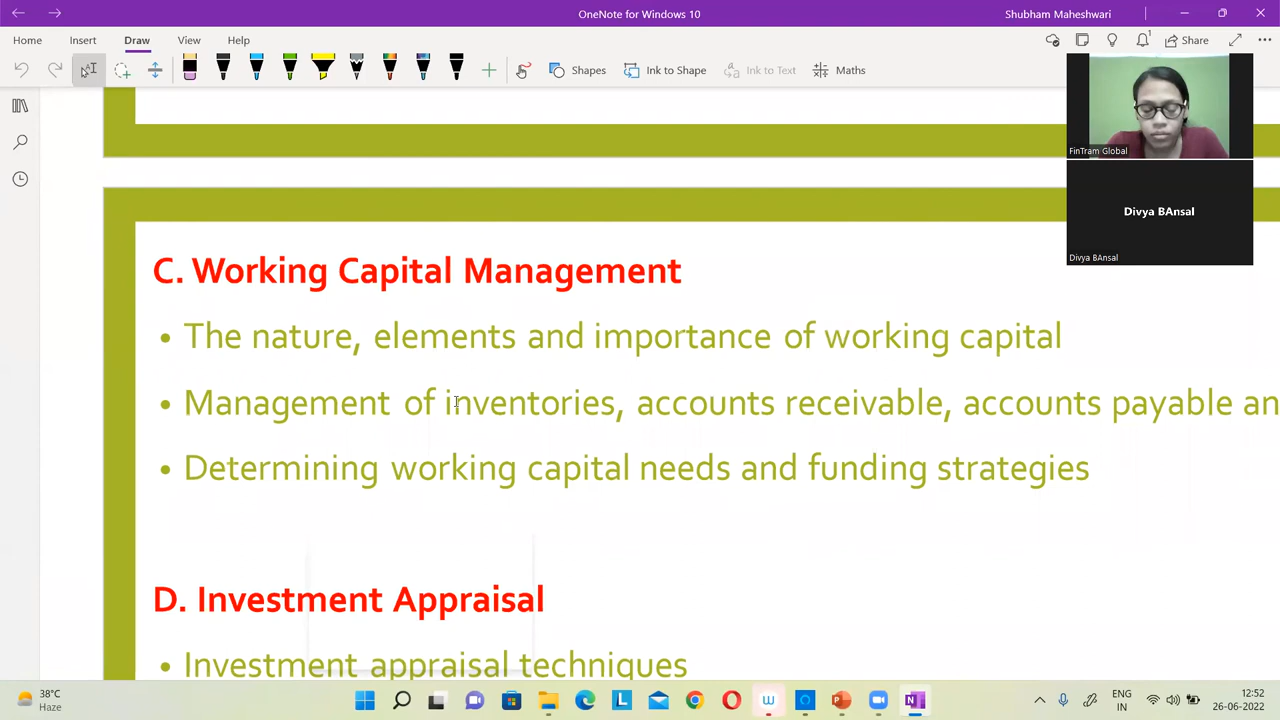 OneNote for Windows 10
Shubham Maheshwari
Home Insert Draw View Help
Share
Shapes
Ink to Shape
Ink to Text
Maths
FinTram Global
Divya BAnsal
Divya BAnsal
C. Working Capital Management
• The nature, elements and importance of working capital
• Management of inventories, accounts receivable, accounts payable an
• Determining working capital needs and funding strategies
D. Investment Appraisal
• Investment appraisal techniques
38°C
Haze
ENG
IN
12:52
26-06-2022